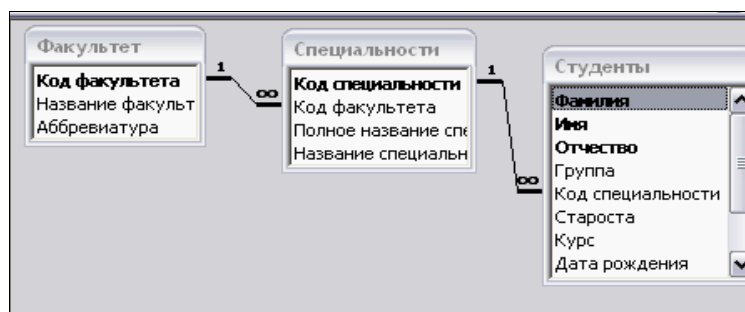 Факультет
Код факультета
Название факульт
Аббревиатура
1
∞
Специальности
Код специальности
Код факультета
Полное название спе
Название специальн
1
∞
Студенты
Фамилия
Имя
Отчество
Группа
Код специальности
Староста
Курс
Дата рождения